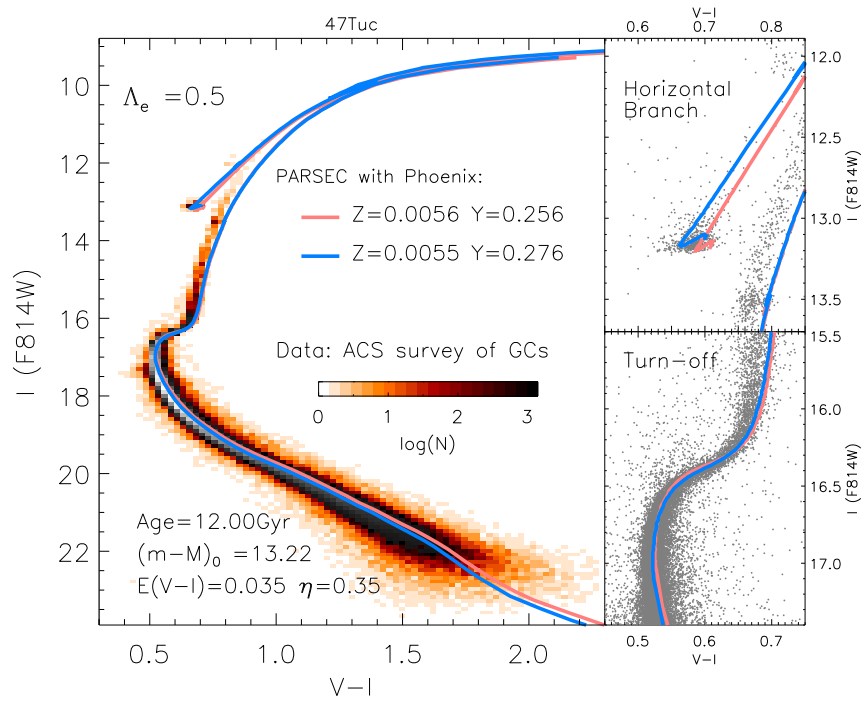 47Tuc
Λe =0.5
PARSEC with Phoenix:
Z=0.0056 Y=0.256
Z=0.0055 Y=0.276
Data: ACS survey of GCs
0 1 2 3
log(N)
Age=12.00Gyr
(m−M)0 =13.22
E(V−I)=0.035 η=0.35
10
12
14
16
18
20
22
I (F814W)
0.5 1.0 1.5 2.0
V−I
V−I
0.6 0.7 0.8
Horizontal
Branch
12.0
12.5
13.0
13.5
I (F814W)
Turn−off
15.5
16.0
16.5
17.0
I (F814W)
0.5 0.6 0.7
V−I